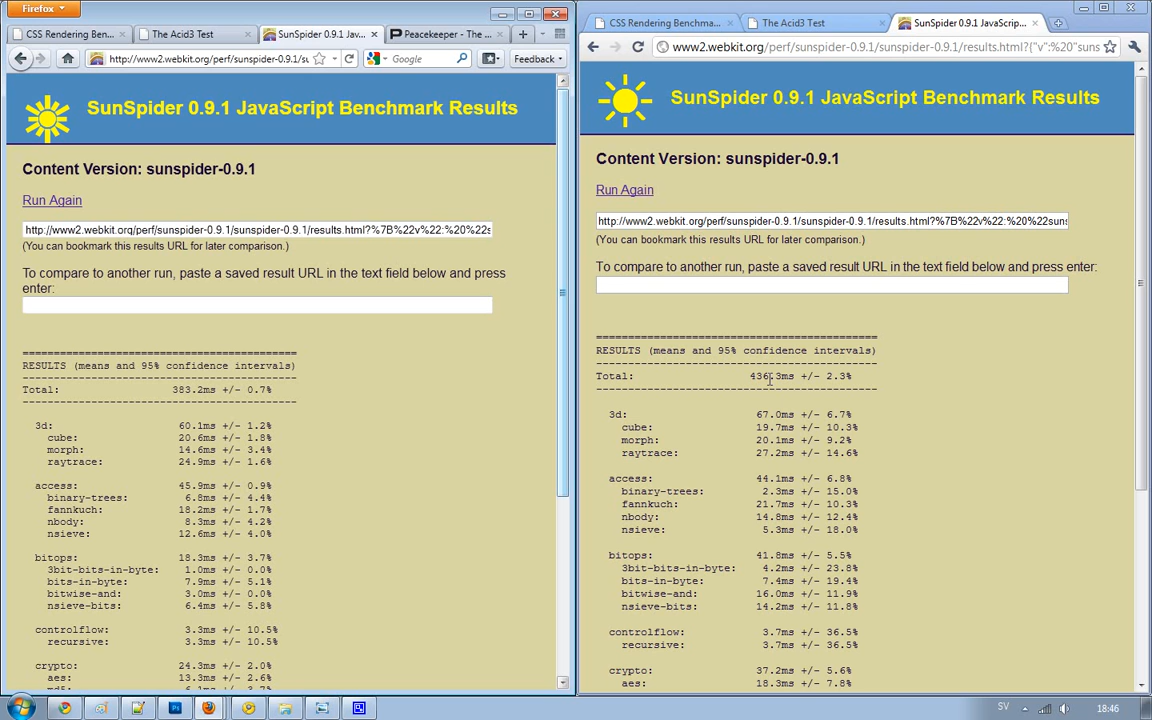 Firefox
CSS Rendering Ben...
The Acid3 Test
SunSpider 0.9.1 Jav...
Peacekeeper - The ...
http://www2.webkit.org/perf/sunspider-0.9.1/su
Google
Feedback
SunSpider 0.9.1 JavaScript Benchmark Results
Content Version: sunspider-0.9.1
Run Again
http://www2.webkit.org/perf/sunspider-0.9.1/sunspider-0.9.1/results.html?%7B%22v%22:%20%22s
(You can bookmark this results URL for later comparison.)
To compare to another run, paste a saved result URL in the text field below and press
enter:
============================================
RESULTS (means and 95% confidence intervals)
--------------------------------------------
Total: 383.2ms +/- 0.7%
--------------------------------------------
3d: 60.1ms +/- 1.2%
cube: 20.6ms +/- 1.8%
morph: 14.6ms +/- 3.4%
raytrace: 24.9ms +/- 1.6%
access: 45.9ms +/- 0.9%
binary-trees: 6.8ms +/- 4.4%
fannkuch: 18.2ms +/- 1.7%
nbody: 8.3ms +/- 4.2%
nsieve: 12.6ms +/- 4.0%
bitops: 18.3ms +/- 3.7%
3bit-bits-in-byte: 1.0ms +/- 0.0%
bits-in-byte: 7.9ms +/- 5.1%
bitwise-and: 3.0ms +/- 0.0%
nsieve-bits: 6.4ms +/- 5.8%
controlflow: 3.3ms +/- 10.5%
recursive: 3.3ms +/- 10.5%
crypto: 24.3ms +/- 2.0%
aes: 13.3ms +/- 2.6%
CSS Rendering Benchma...
The Acid3 Test
SunSpider 0.9.1 JavaScrip...
www2.webkit.org/perf/sunspider-0.9.1/sunspider-0.9.1/results.html?{"v":%20"suns
SunSpider 0.9.1 JavaScript Benchmark Results
Content Version: sunspider-0.9.1
Run Again
http://www2.webkit.org/perf/sunspider-0.9.1/sunspider-0.9.1/results.html?%7B%22v%22:%20%22suns
(You can bookmark this results URL for later comparison.)
To compare to another run, paste a saved result URL in the text field below and press enter:
============================================
RESULTS (means and 95% confidence intervals)
--------------------------------------------
Total: 436.3ms +/- 2.3%
--------------------------------------------
3d: 67.0ms +/- 6.7%
cube: 19.7ms +/- 10.3%
morph: 20.1ms +/- 9.2%
raytrace: 27.2ms +/- 14.6%
access: 44.1ms +/- 6.8%
binary-trees: 2.3ms +/- 15.0%
fannkuch: 21.7ms +/- 10.3%
nbody: 14.8ms +/- 12.4%
nsieve: 5.3ms +/- 18.0%
bitops: 41.8ms +/- 5.5%
3bit-bits-in-byte: 4.2ms +/- 23.8%
bits-in-byte: 7.4ms +/- 19.4%
bitwise-and: 16.0ms +/- 11.9%
nsieve-bits: 14.2ms +/- 11.8%
controlflow: 3.7ms +/- 36.5%
recursive: 3.7ms +/- 36.5%
crypto: 37.2ms +/- 5.6%
aes: 18.3ms +/- 7.8%
SV
18:46